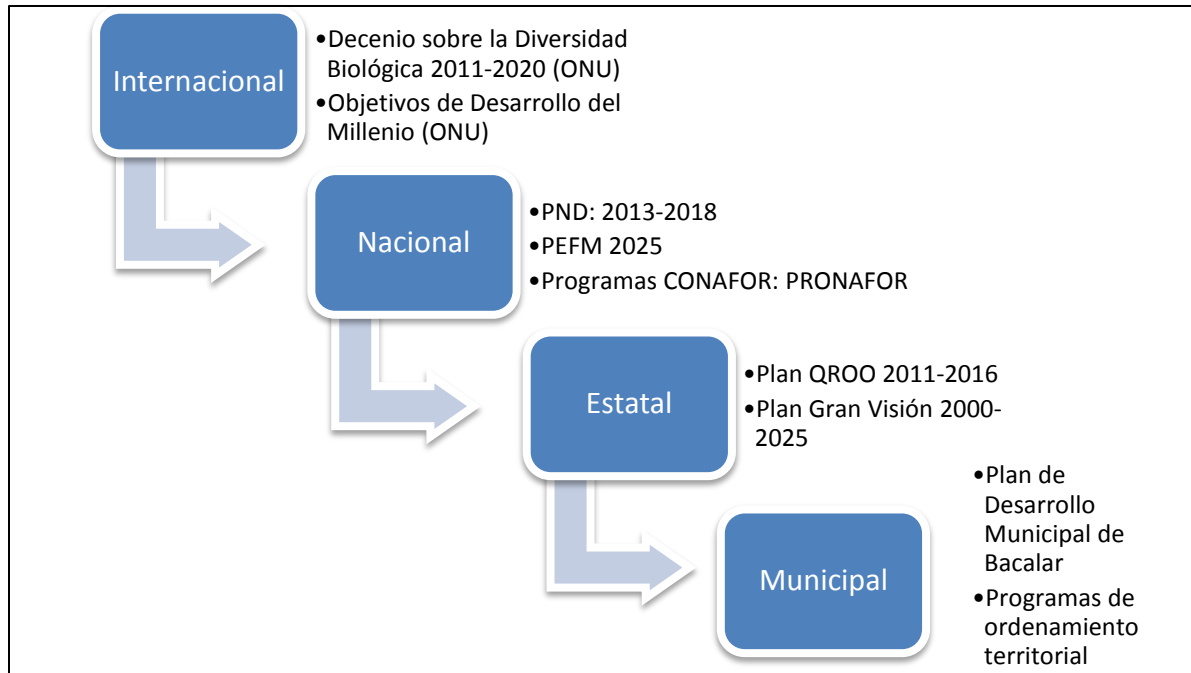 Internacional
•Decenio sobre la Diversidad
Biológica 2011-2020 (ONU)
•Objetivos de Desarrollo del
Millenio (ONU)
Nacional
•PND: 2013-2018
•PEFM 2025
•Programas CONAFOR: PRONAFOR
Estatal
•Plan QROO 2011-2016
•Plan Gran Visión 2000-
2025
Municipal
•Plan de
Desarrollo
Municipal de
Bacalar
•Programas de
ordenamiento
territorial